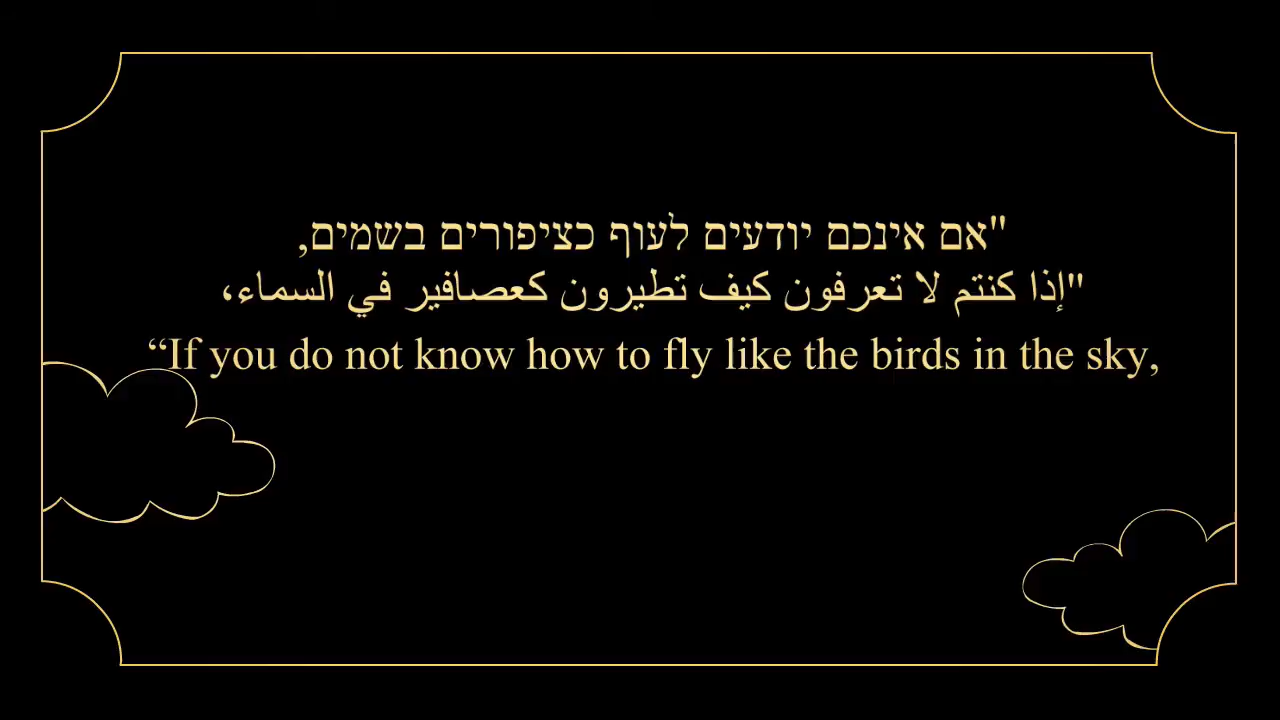 "אם אינכם יודעים לעוף כציפורים בשמים,
"إذا كنتم لا تعرفون كيف تطيرون كعصافير في السماء،
“If you do not know how to fly like the birds in the sky,